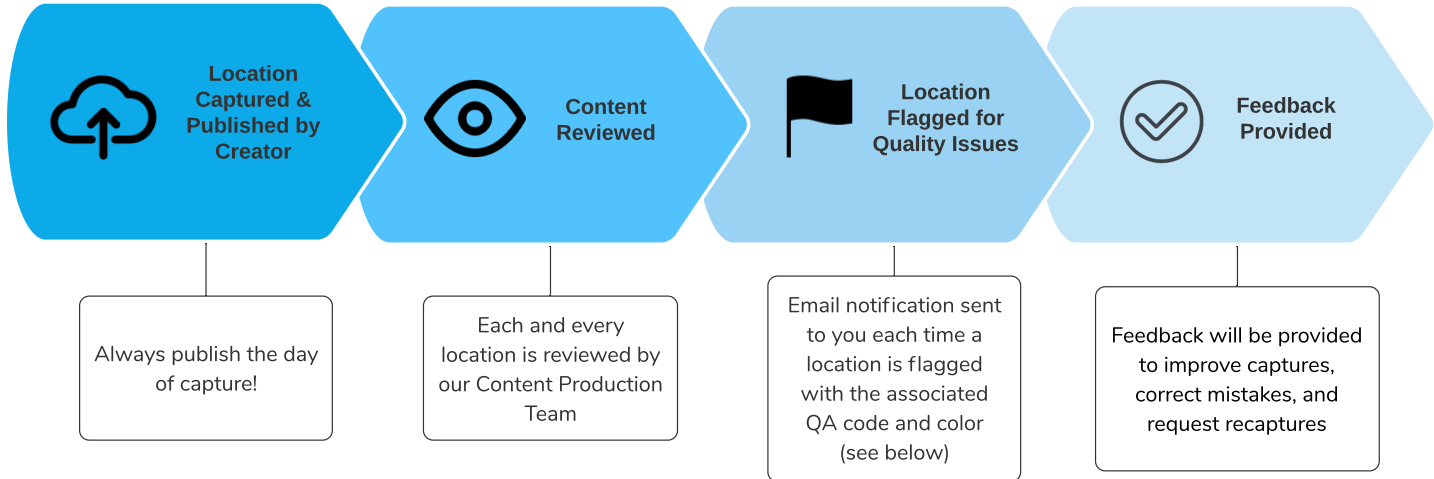 Location
Captured &
Published by
Creator
Content
Reviewed
Location
Flagged for
Quality Issues
Feedback
Provided
Always publish the day
of capture!
Each and every
location is reviewed by
our Content Production
Team
Email notification sent
to you each time a
location is flagged
with the associated
QA code and color
(see below)
Feedback will be provided
to improve captures,
correct mistakes, and
request recaptures